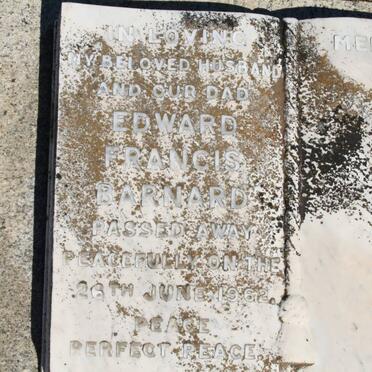 IN LOVING
MY BELOVED HUSBAND
AND OUR DAD
EDWARD
FRANCIS
BARNARD
PASSED AWAY
PEACEFULLY ON THE
28TH JUNE 1962.
PEACE
PERFECT PEACE.